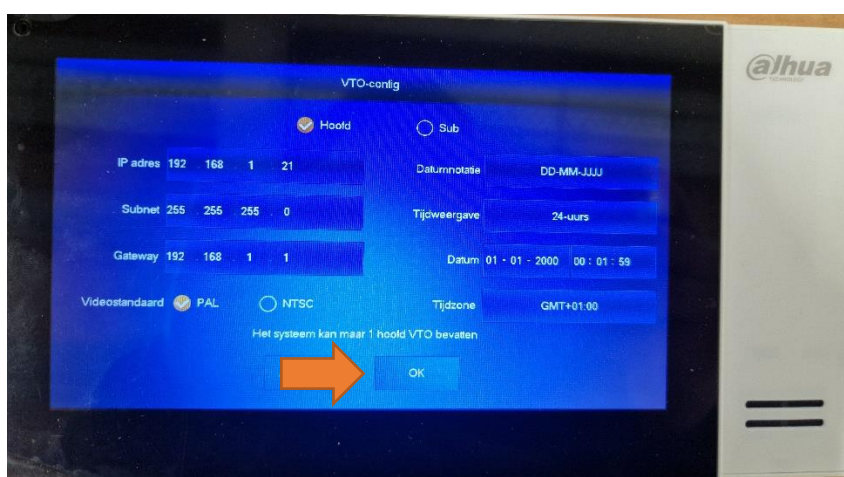 alhua
TECHNOLOGY
VTO-config
Hoofd Sub
IP adres 192 . 168 . 1 . 21 Datumnotatie DD-MM-JJJJ
Subnet 255 . 255 . 255 . 0 Tijdweergave 24-uurs
Gateway 192 . 168 . 1 . 1 Datum 01 - 01 - 2000 00 : 01 : 59
Videostandaard PAL NTSC Tijdzone GMT+01:00
Het systeem kan maar 1 hoofd VTO bevatten
OK